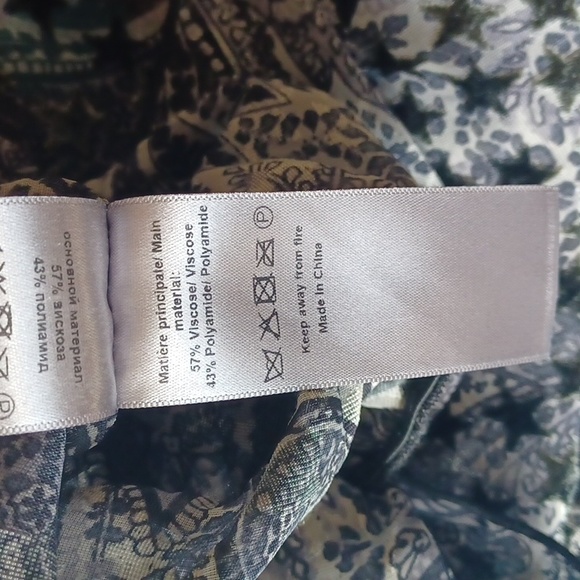 основной материал
57% вискоза
43% полиамид
P
Matière principale/ Main
material:
57% Viscose/ Viscose
43% Polyamide/ Polyamide
P
Keep away from fire
Made In China